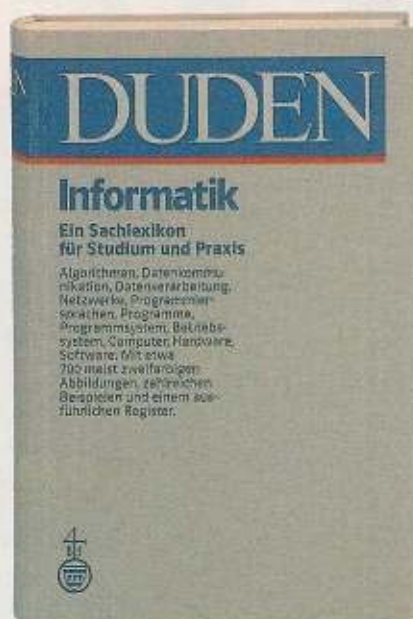 DUDEN
Informatik
Ein Sachlexikon
für Studium und Praxis
Algorithmen, Datenkommu-
nikation, Datenverarbeitung,
Netzwerke, Programmier-
sprachen, Programme,
Programmsystem, Betriebs-
system, Computer, Hardware,
Software. Mit etwa
700 meist zweifarbigen
Abbildungen, zahlreichen
Beispielen und einem aus-
führlichen Register.